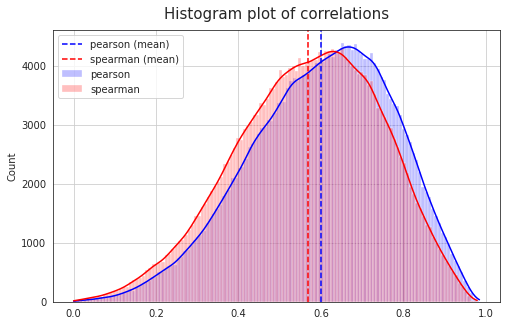 Histogram plot of correlations
pearson (mean)
spearman (mean)
pearson
spearman
Count
4000
3000
2000
1000
0
0.0 0.2 0.4 0.6 0.8 1.0